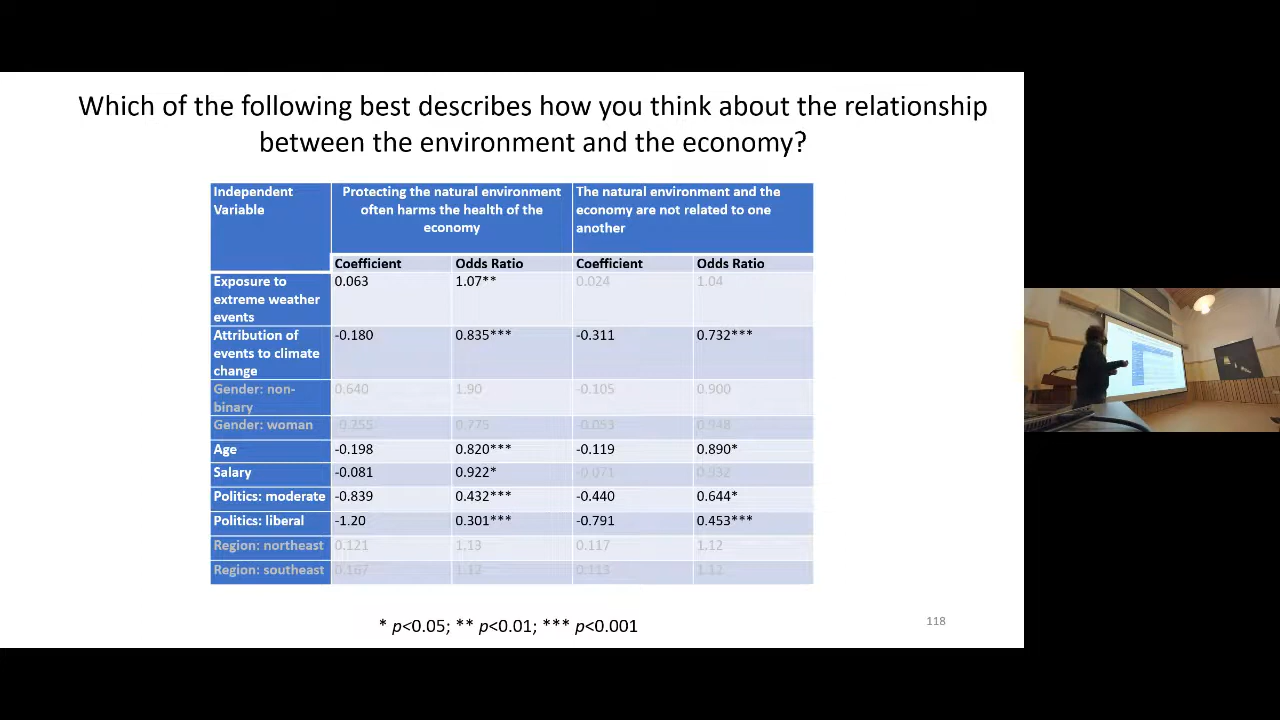 Which of the following best describes how you think about the relationship
between the environment and the economy?
Independent Variable | Protecting the natural environment often harms the health of the economy | The natural environment and the economy are not related to one another
Coefficient | Odds Ratio | Coefficient | Odds Ratio
Exposure to extreme weather events | 0.063 | 1.07** | 0.024 | 1.04
Attribution of events to climate change | -0.180 | 0.835*** | -0.311 | 0.732***
Gender: non-binary | 0.640 | 1.90 | -0.105 | 0.900
Gender: woman | -0.255 | 0.775 | -0.053 | 0.948
Age | -0.198 | 0.820*** | -0.119 | 0.890*
Salary | -0.081 | 0.922* | -0.071 | 0.932
Politics: moderate | -0.839 | 0.432*** | -0.440 | 0.644*
Politics: liberal | -1.20 | 0.301*** | -0.791 | 0.453***
Region: northeast | 0.121 | 1.13 | 0.117 | 1.12
Region: southeast | 0.167 | 1.12 | 0.113 | 1.12
* p<0.05; ** p<0.01; *** p<0.001
118